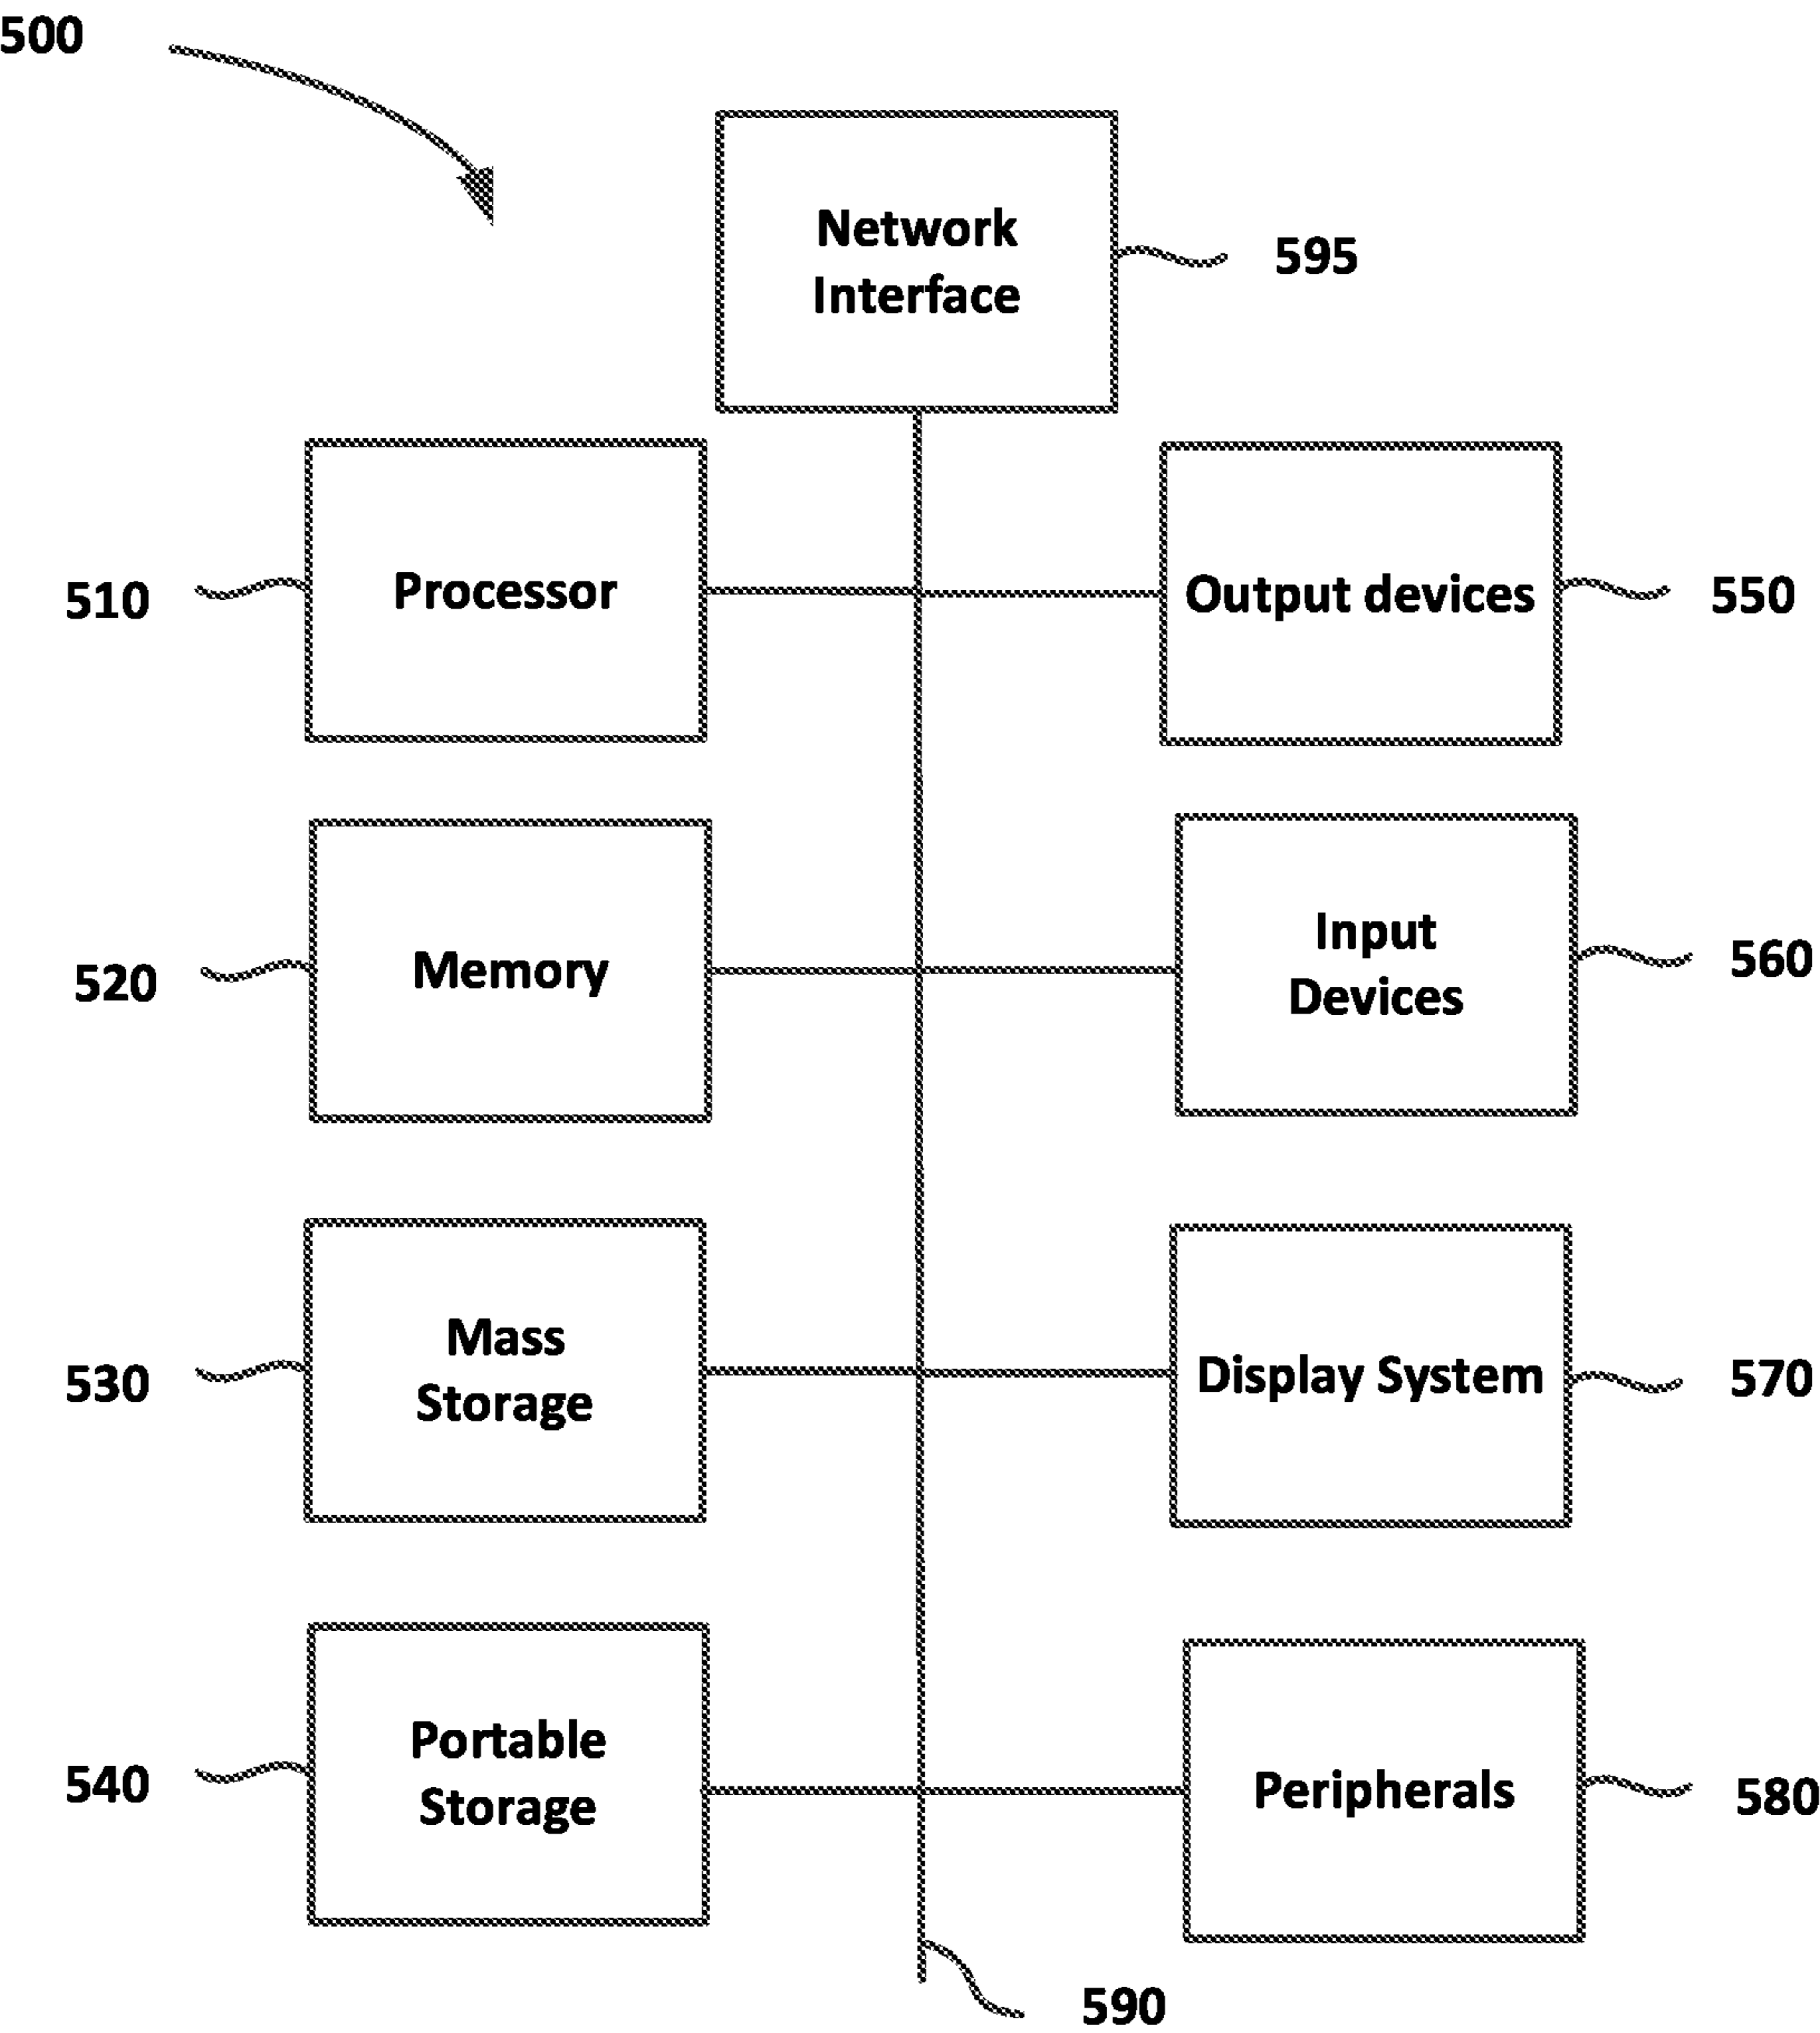 500
Network
Interface
595
510
Processor
Output devices
550
520
Memory
Input
Devices
560
530
Mass
Storage
Display System
570
540
Portable
Storage
Peripherals
580
590